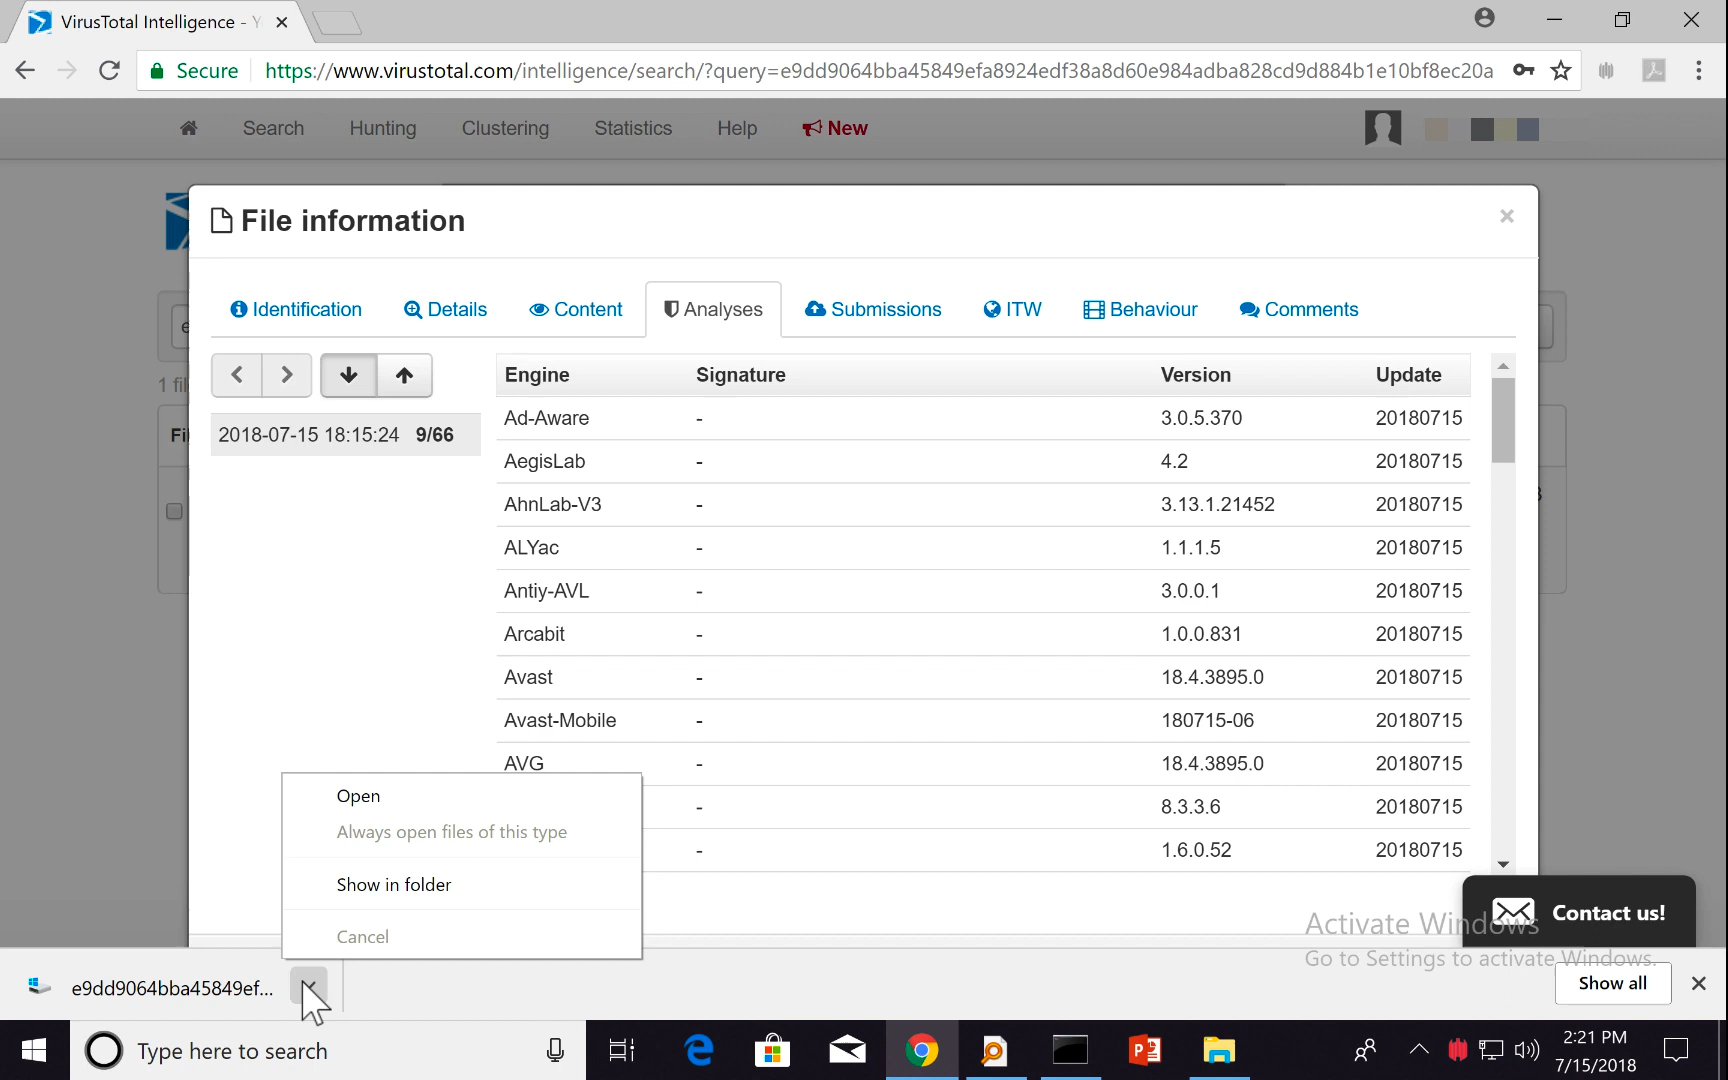 VirusTotal Intelligence - Y
Secure https://www.virustotal.com/intelligence/search/?query=e9dd9064bba45849efa8924edf38a8d60e984adba828cd9d884b1e10bf8ec20a
Search Hunting Clustering Statistics Help New
File information
Identification Details Content Analyses Submissions ITW Behaviour Comments
1 fil
Engine Signature Version Update
Fi 2018-07-15 18:15:24 9/66
Ad-Aware - 3.0.5.370 20180715
AegisLab - 4.2 20180715
AhnLab-V3 - 3.13.1.21452 20180715
ALYac - 1.1.1.5 20180715
Antiy-AVL - 3.0.0.1 20180715
Arcabit - 1.0.0.831 20180715
Avast - 18.4.3895.0 20180715
Avast-Mobile - 180715-06 20180715
AVG - 18.4.3895.0 20180715
- 8.3.3.6 20180715
- 1.6.0.52 20180715
Open
Always open files of this type
Show in folder
Cancel
Contact us!
Activate Windows
Go to Settings to activate Windows.
e9dd9064bba45849ef...
Show all
Type here to search
2:21 PM
7/15/2018